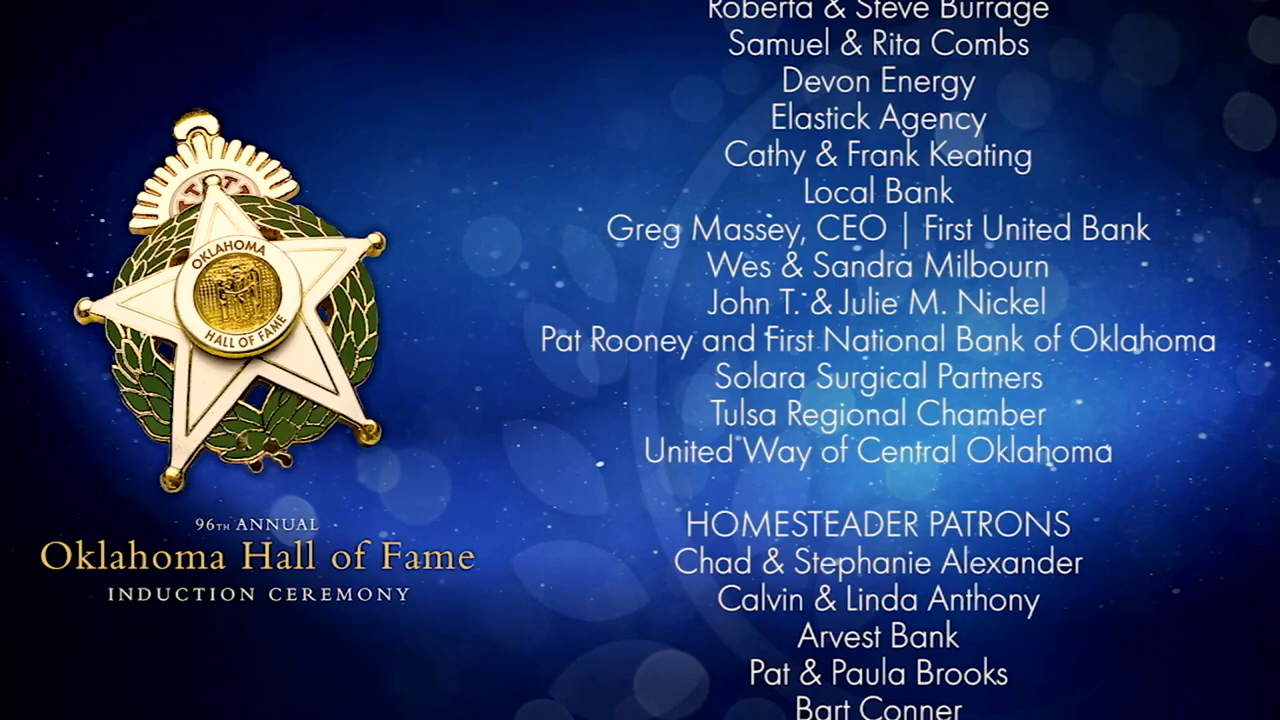 OKLAHOMA
HALL OF FAME
96TH ANNUAL
Oklahoma Hall of Fame
INDUCTION CEREMONY
Roberta & Steve Burrage
Samuel & Rita Combs
Devon Energy
Elastick Agency
Cathy & Frank Keating
Local Bank
Greg Massey, CEO | First United Bank
Wes & Sandra Milbourn
John T. & Julie M. Nickel
Pat Rooney and First National Bank of Oklahoma
Solara Surgical Partners
Tulsa Regional Chamber
United Way of Central Oklahoma
HOMESTEADER PATRONS
Chad & Stephanie Alexander
Calvin & Linda Anthony
Arvest Bank
Pat & Paula Brooks
Bart Conner